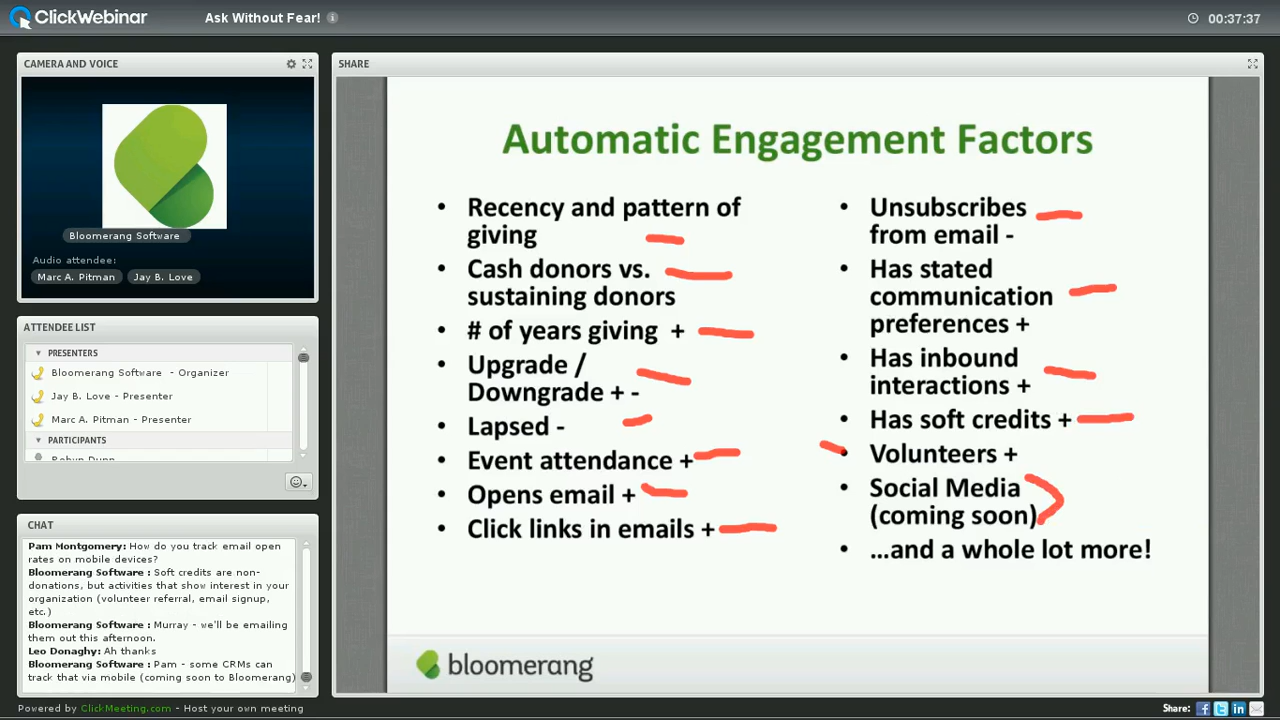 ClickWebinar
Ask Without Fear!
00:37:37
CAMERA AND VOICE
Bloomerang Software
Audio attendee:
Marc A. Pitman
Jay B. Love
ATTENDEE LIST
PRESENTERS
Bloomerang Software - Organizer
Jay B. Love - Presenter
Marc A. Pitman - Presenter
PARTICIPANTS
Robyn Dunn
CHAT
Pam Montgomery: How do you track email open
rates on mobile devices?
Bloomerang Software : Soft credits are non-
donations, but activities that show interest in your
organization (volunteer referral, email signup,
etc.)
Bloomerang Software : Murray - we'll be emailing
them out this afternoon.
Leo Donaghy: Ah thanks
Bloomerang Software : Pam - some CRMs can
track that via mobile (coming soon to Bloomerang)
SHARE
Automatic Engagement Factors
• Recency and pattern of
giving
• Cash donors vs.
sustaining donors
• # of years giving +
• Upgrade /
Downgrade + -
• Lapsed -
• Event attendance +
• Opens email +
• Click links in emails +
• Unsubscribes
from email -
• Has stated
communication
preferences +
• Has inbound
interactions +
• Has soft credits +
• Volunteers +
• Social Media
(coming soon)
• …and a whole lot more!
bloomerang
Powered by ClickMeeting.com - Host your own meeting
Share: